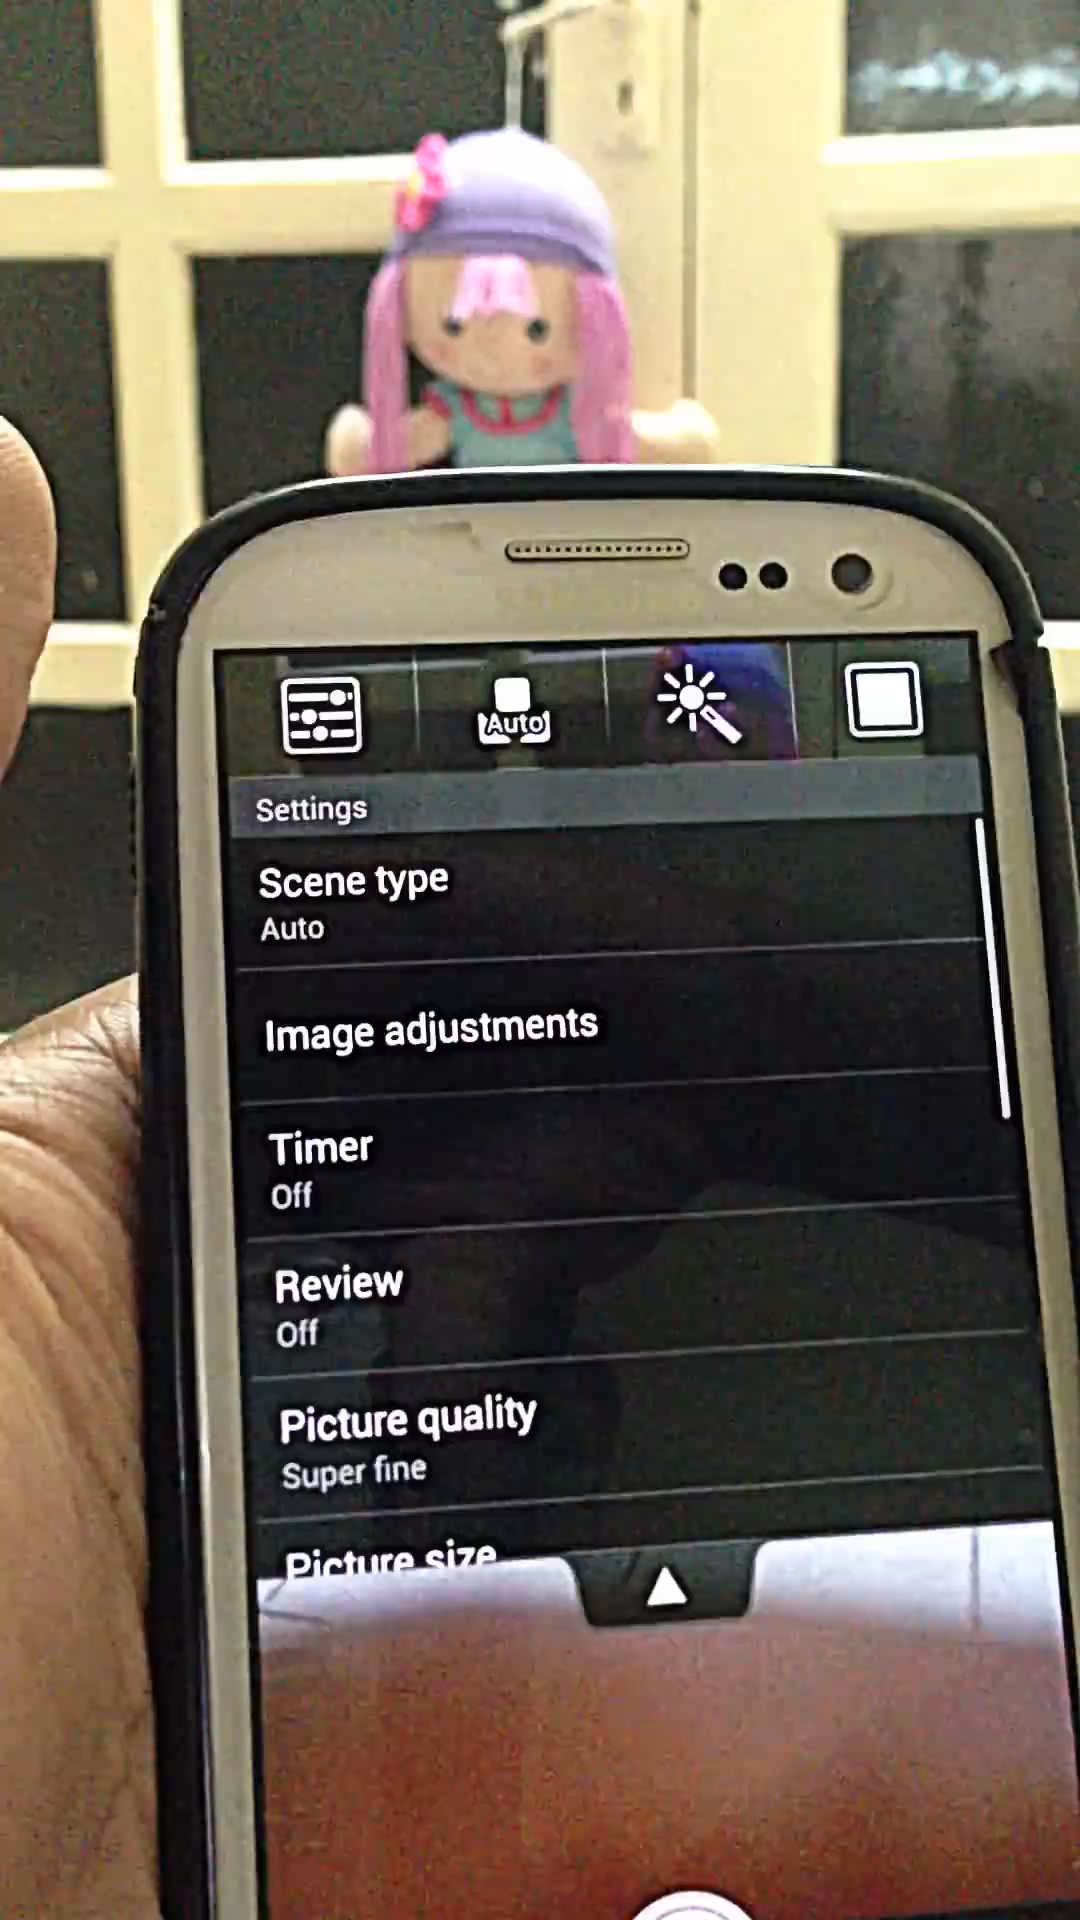 Auto
Settings
Scene type
Auto
Image adjustments
Timer
Off
Review
Off
Picture quality
Super fine
Picture size